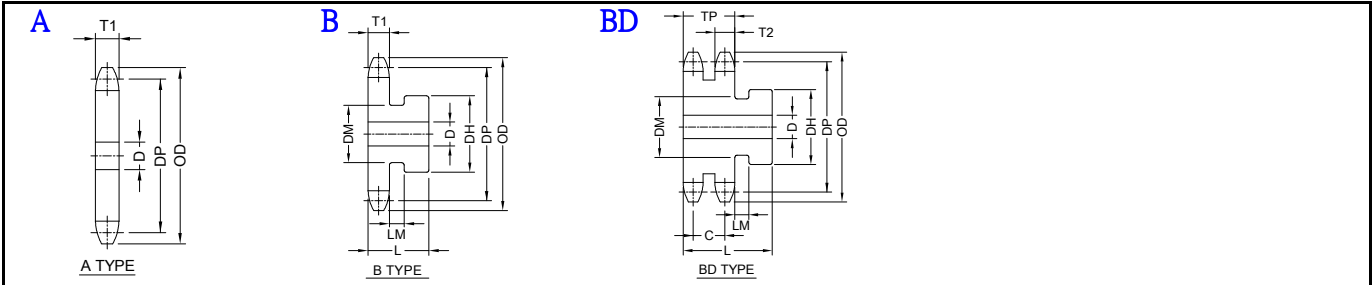 A
T1
D
DP
OD
A TYPE
B
T1
DM
D
DH
DP
OD
LM
L
B TYPE
BD
TP
T2
DM
D
DH
DP
OD
LM
C
L
BD TYPE